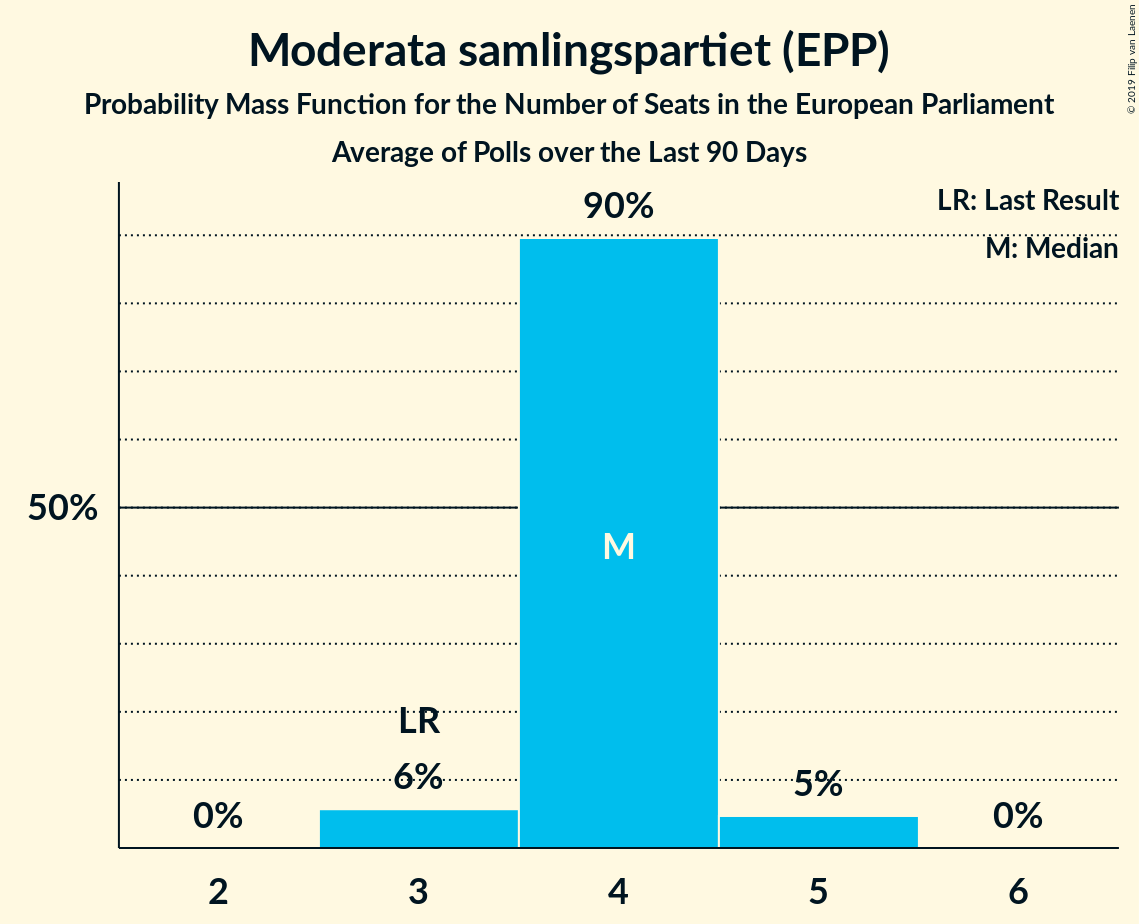 Moderata samlingspartiet (EPP)
Probability Mass Function for the Number of Seats in the European Parliament
Average of Polls over the Last 90 Days
© 2019 Filip van Laenen
LR: Last Result
M: Median
90%
50%
M
LR
6%
5%
0%
0%
2
3
4
5
6